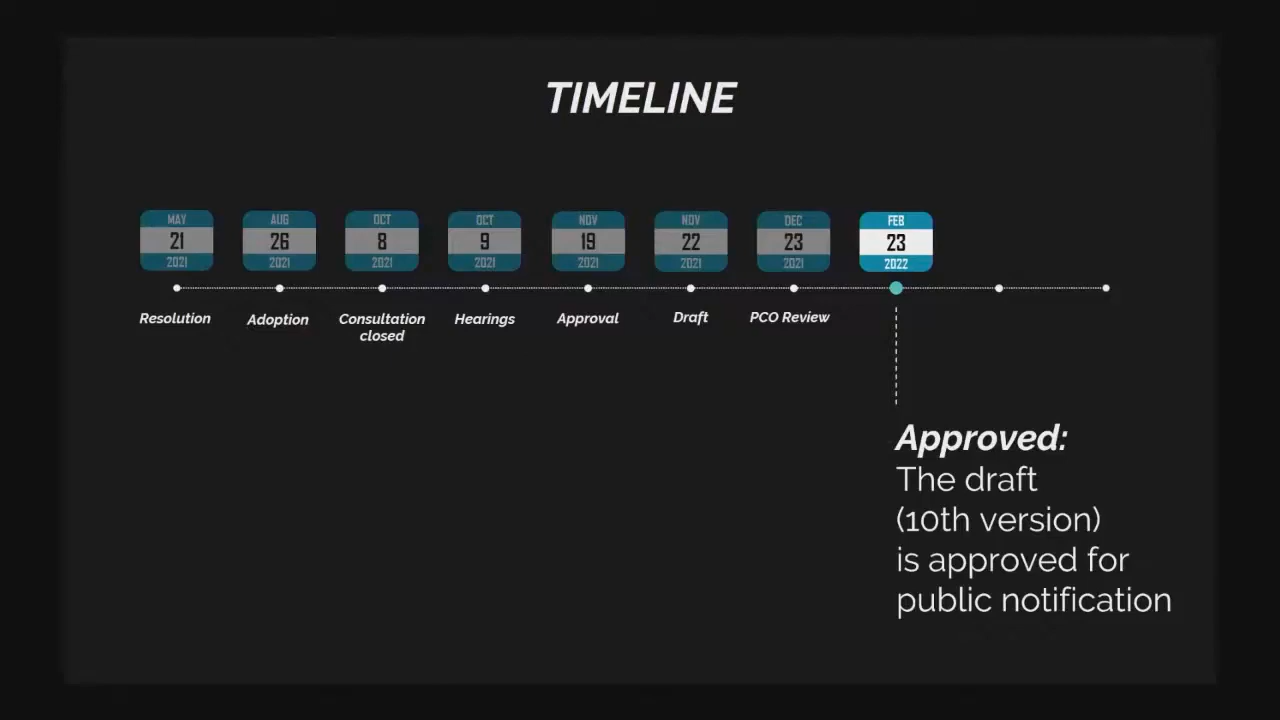 TIMELINE
MAY AUG OCT OCT NOV NOV DEC FEB
21 26 8 9 19 22 23 23
2021 2021 2021 2021 2021 2021 2021 2022
Resolution Adoption Consultation Hearings Approval Draft PCO Review
closed
Approved:
The draft
(10th version)
is approved for
public notification